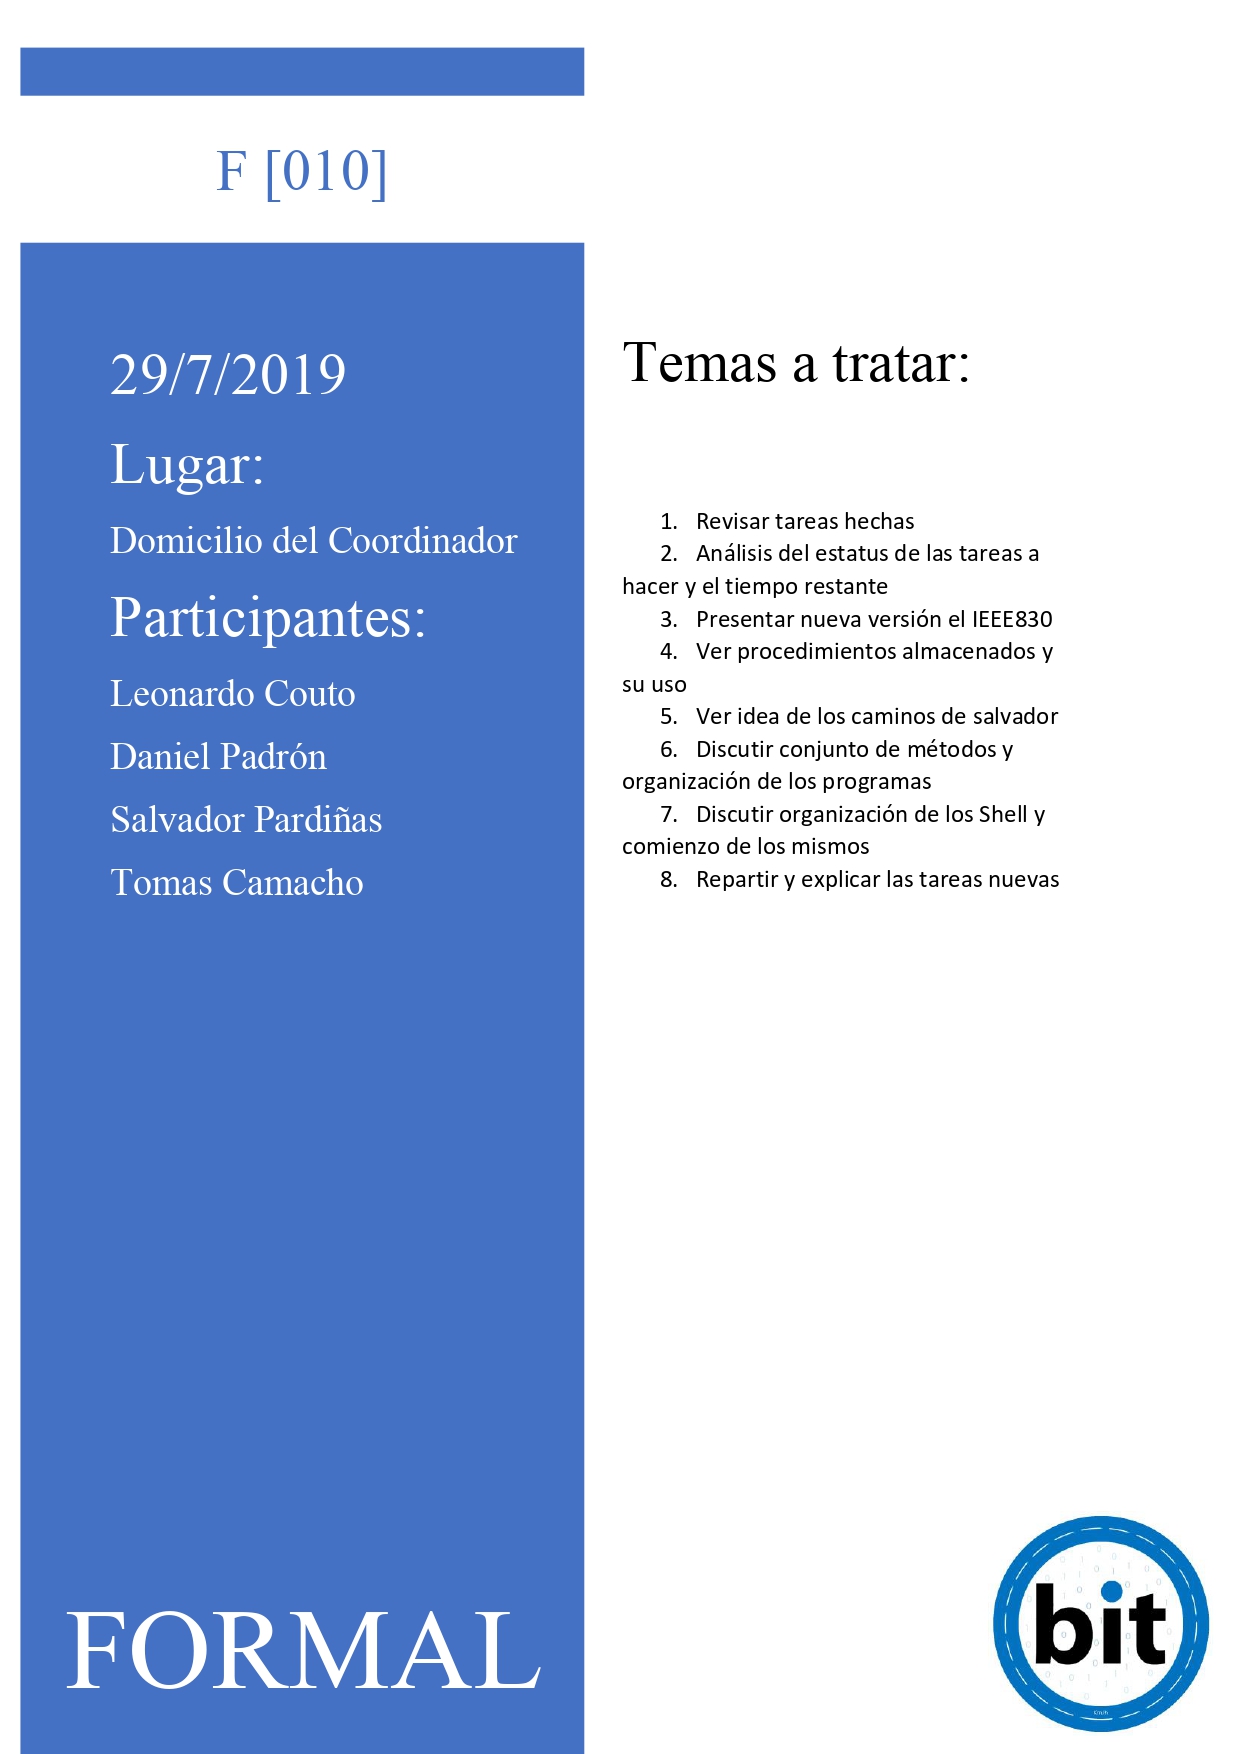 F [010]
29/7/2019
Lugar:
Domicilio del Coordinador
Participantes:
Leonardo Couto
Daniel Padrón
Salvador Pardiñas
Tomas Camacho
FORMAL
Temas a tratar:
1. Revisar tareas hechas
2. Análisis del estatus de las tareas a
hacer y el tiempo restante
3. Presentar nueva versión el IEEE830
4. Ver procedimientos almacenados y
su uso
5. Ver idea de los caminos de salvador
6. Discutir conjunto de métodos y
organización de los programas
7. Discutir organización de los Shell y
comienzo de los mismos
8. Repartir y explicar las tareas nuevas
bit